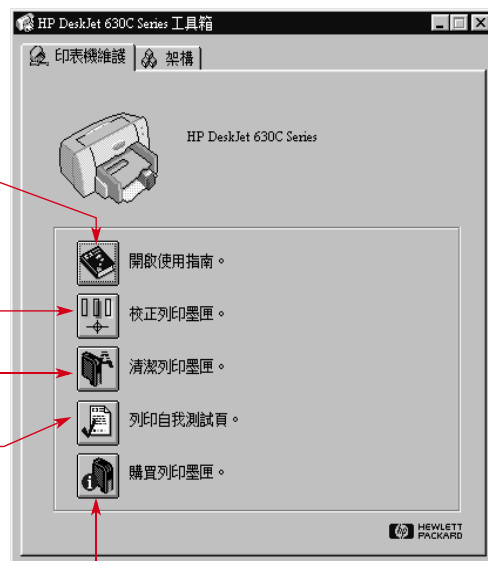 HP DeskJet 630C Series 工具箱
印表機維護 架構
HP DeskJet 630C Series
開啟使用指南。
校正列印墨匣。
清潔列印墨匣。
列印自我測試頁。
購買列印墨匣。
hp HEWLETT
PACKARD